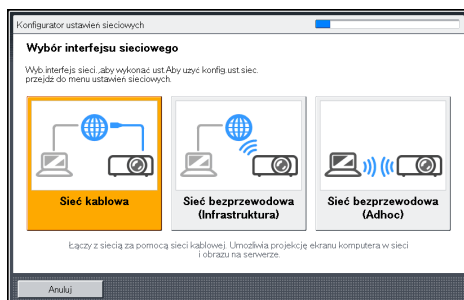 Konfigurator ustawień sieciowych
Wybór interfejsu sieciowego
Wyb.interfejs sieci.,aby wykonać ust.Aby użyć konfig.ust.siec.
przejdź do menu ustawień sieciowych.
Sieć kablowa
Sieć bezprzewodowa
(Infrastruktura)
Sieć bezprzewodowa
(Adhoc)
Łączy z siecią za pomocą sieci kablowej. Umożliwia projekcję ekranu komputera w sieci
i obrazu na serwerze.
Anuluj